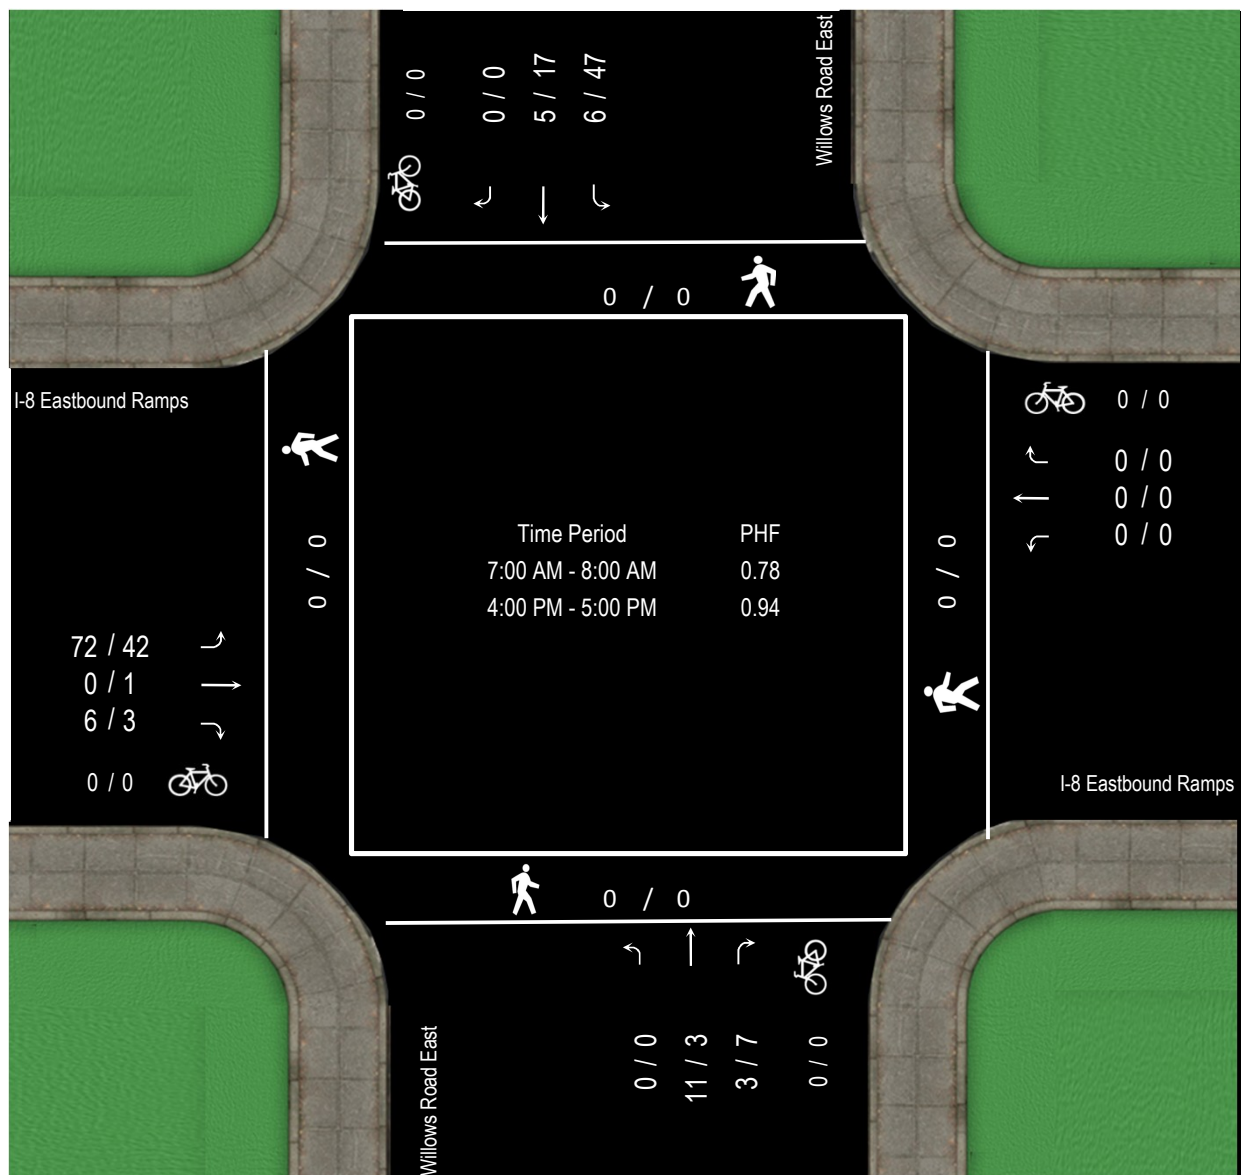 Willows Road East
0 / 0
0 / 0
5 / 17
6 / 47
0 / 0
I-8 Eastbound Ramps
0 / 0
0 / 0
0 / 0
0 / 0
0 / 0
0 / 0
Time Period PHF
7:00 AM - 8:00 AM 0.78
4:00 PM - 5:00 PM 0.94
72 / 42
0 / 1
6 / 3
0 / 0
I-8 Eastbound Ramps
0 / 0
0 / 0
11 / 3
3 / 7
0 / 0
Willows Road East